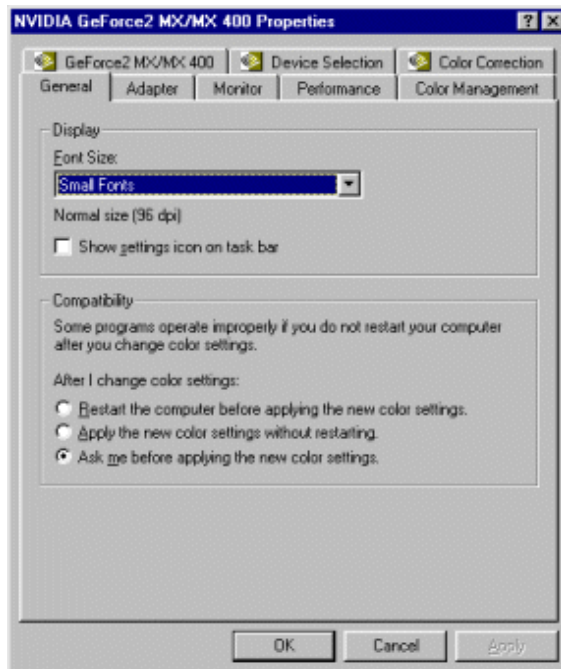 NVIDIA GeForce2 MX/MX 400 Properties
GeForce2 MX/MX 400 Device Selection Color Correction
General Adapter Monitor Performance Color Management
Display
Font Size:
Small Fonts
Normal size (96 dpi)
Show settings icon on task bar
Compatibility
Some programs operate improperly if you do not restart your computer
after you change color settings.
After I change color settings:
Restart the computer before applying the new color settings.
Apply the new color settings without restarting.
Ask me before applying the new color settings.
OK Cancel Apply